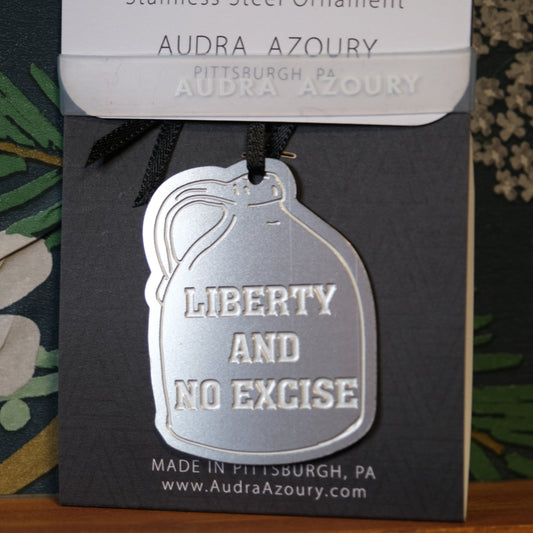 Stainless Steel Ornament
AUDRA AZOURY
PITTSBURGH, PA
AUDRA AZOURY
LIBERTY
AND
NO EXCISE
MADE IN PITTSBURGH, PA
www.AudraAzoury.com